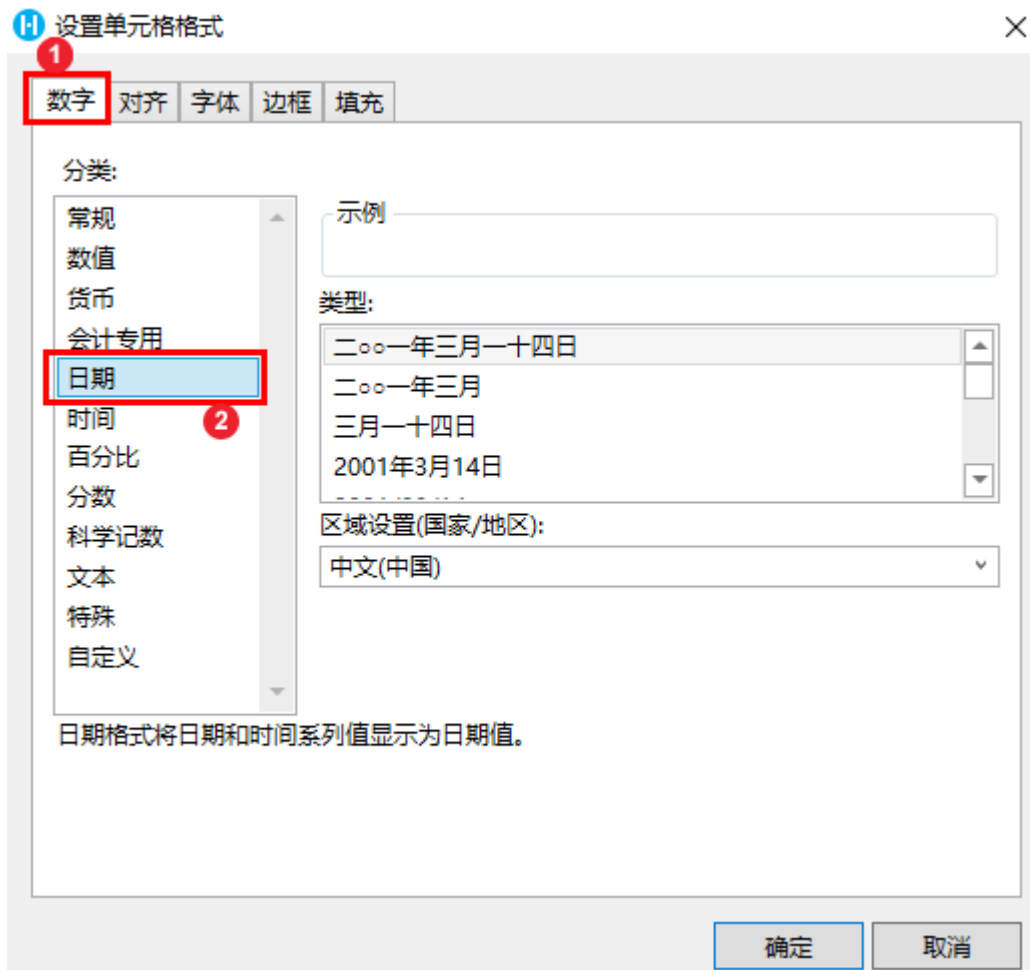 设置单元格格式
1
数字 对齐 字体 边框 填充
分类:
常规
数值
货币
会计专用
日期
时间
2
百分比
分数
科学记数
文本
特殊
自定义
示例
类型:
二○○一年三月一十四日
二○○一年三月
三月一十四日
2001年3月14日
区域设置(国家/地区):
中文(中国)
日期格式将日期和时间系列值显示为日期值。
确定 取消